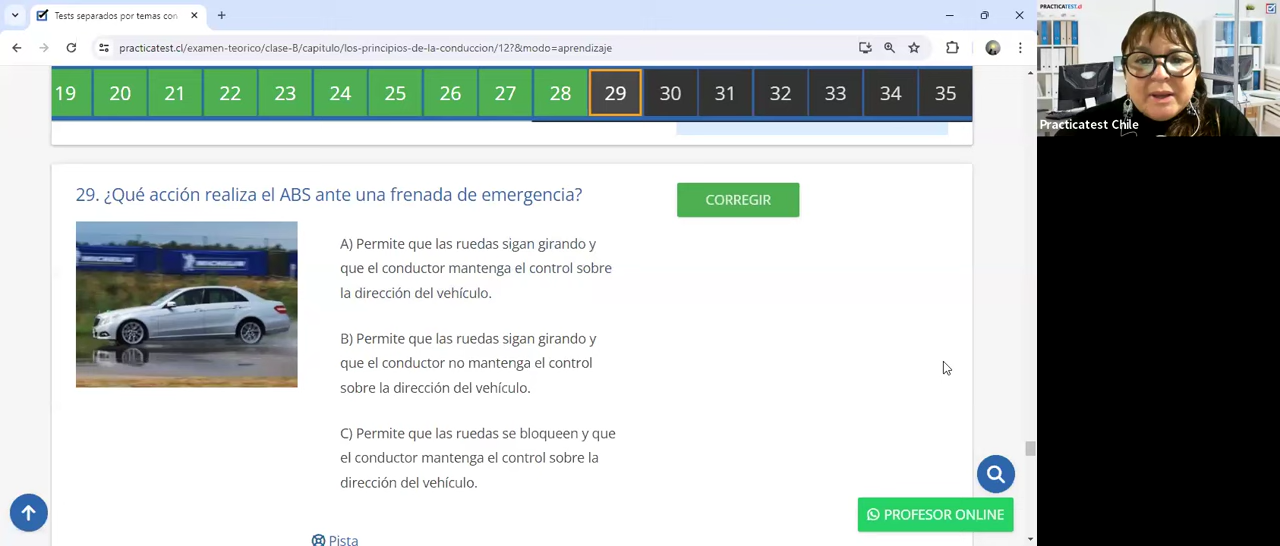 Tests separados por temas con
practicatest.cl/examen-teorico/clase-B/capitulo/los-principios-de-la-conduccion/127&modo=aprendizaje
19 20 21 22 23 24 25 26 27 28 29 30 31 32 33 34 35
29. ¿Qué acción realiza el ABS ante una frenada de emergencia?
CORREGIR
A) Permite que las ruedas sigan girando y
que el conductor mantenga el control sobre
la dirección del vehículo.
B) Permite que las ruedas sigan girando y
que el conductor no mantenga el control
sobre la dirección del vehículo.
C) Permite que las ruedas se bloqueen y que
el conductor mantenga el control sobre la
dirección del vehículo.
Pista
PROFESOR ONLINE
PRACTICATEST.cl
Practicatest Chile